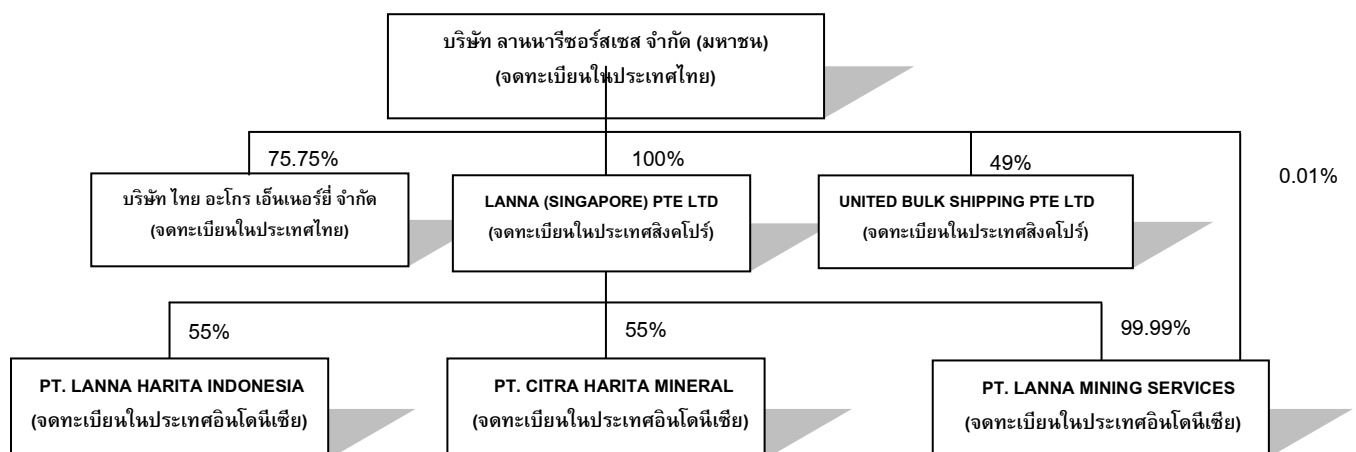 บริษัท ลานนารีซอร์สเซส จำกัด (มหาชน)
(จดทะเบียนในประเทศไทย)
75.75%
100%
49%
0.01%
บริษัท ไทย อะโกร เอ็นเนอร์ยี่ จำกัด
(จดทะเบียนในประเทศไทย)
LANNA (SINGAPORE) PTE LTD
(จดทะเบียนในประเทศสิงคโปร์)
UNITED BULK SHIPPING PTE LTD
(จดทะเบียนในประเทศสิงคโปร์)
55%
55%
99.99%
PT. LANNA HARITA INDONESIA
(จดทะเบียนในประเทศอินโดนีเซีย)
PT. CITRA HARITA MINERAL
(จดทะเบียนในประเทศอินโดนีเซีย)
PT. LANNA MINING SERVICES
(จดทะเบียนในประเทศอินโดนีเซีย)